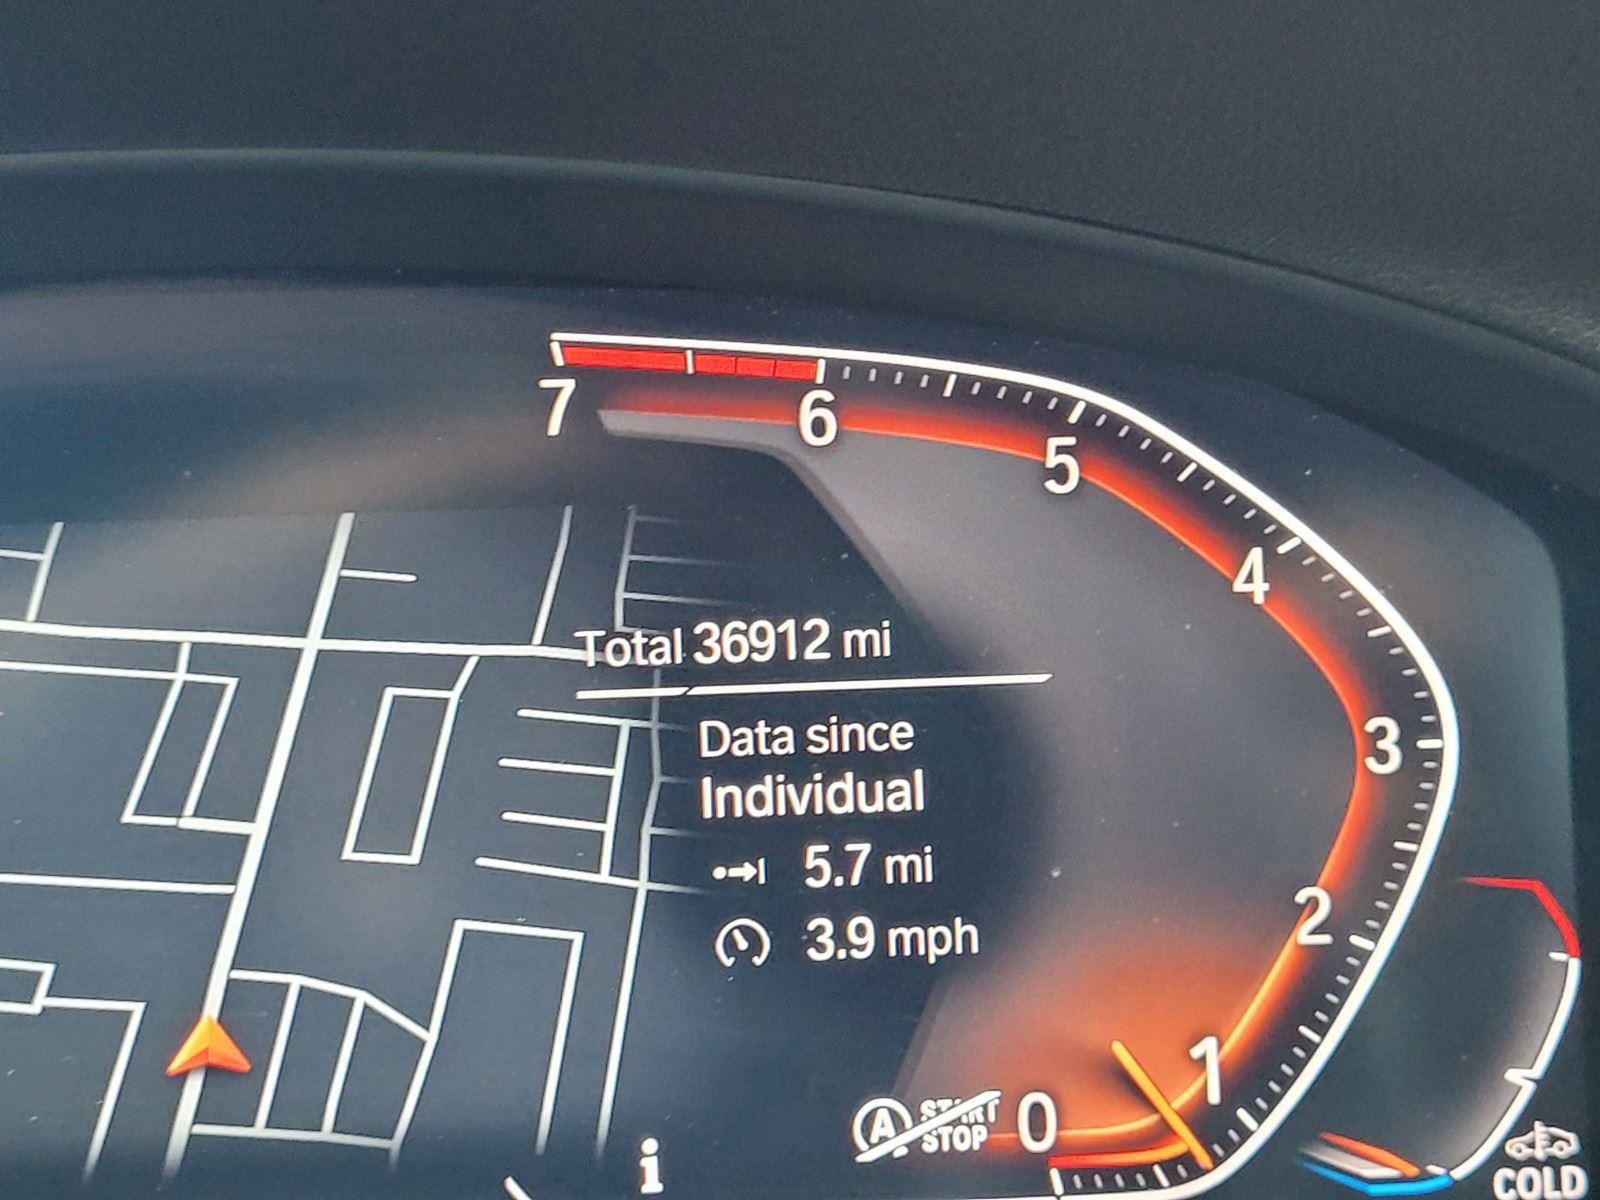 7
6
5
4
Total 36912 mi
Data since
3
Individual
5.7 mi
2
3.9 mph
1
A START
STOP
0
i
COLD